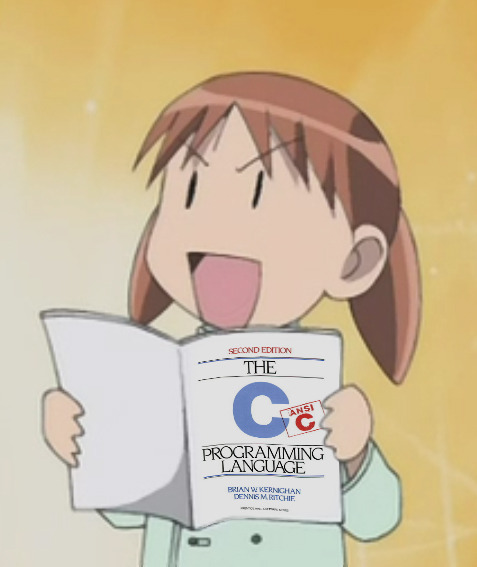 SECOND EDITION
THE
C
ANSI
C
PROGRAMMING
LANGUAGE
BRIAN W. KERNIGHAN
DENNIS M. RITCHIE